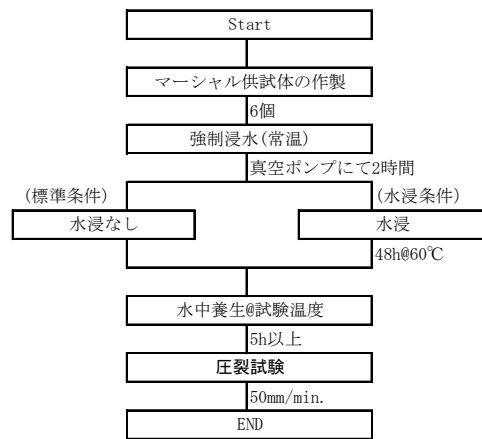 Start
マーシャル供試体の作製
6個
強制浸水(常温)
真空ポンプにて2時間
(標準条件)
(水浸条件)
水浸なし
水浸
48h@60℃
水中養生@試験温度
5h以上
圧裂試験
50mm/min.
END